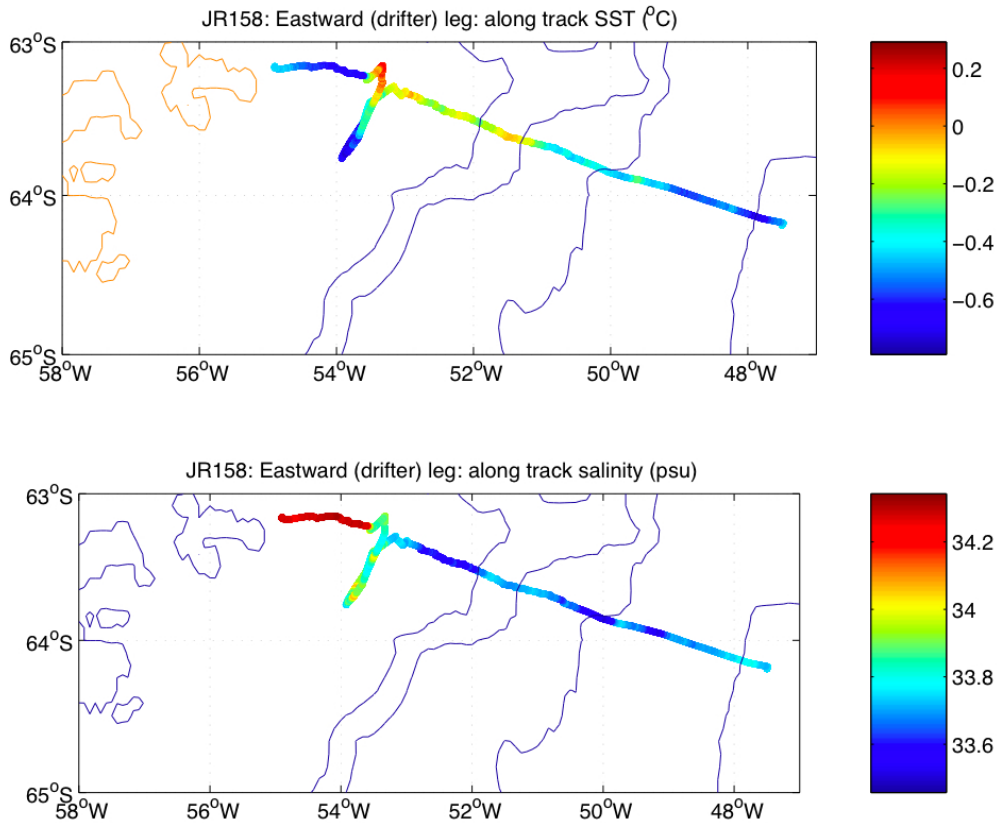 JR158: Eastward (drifter) leg: along track SST (°C)
63°S
64°S
65°S
58°W 56°W 54°W 52°W 50°W 48°W
0.2
0
−0.2
−0.4
−0.6
JR158: Eastward (drifter) leg: along track salinity (psu)
63°S
64°S
65°S
58°W 56°W 54°W 52°W 50°W 48°W
34.2
34
33.8
33.6